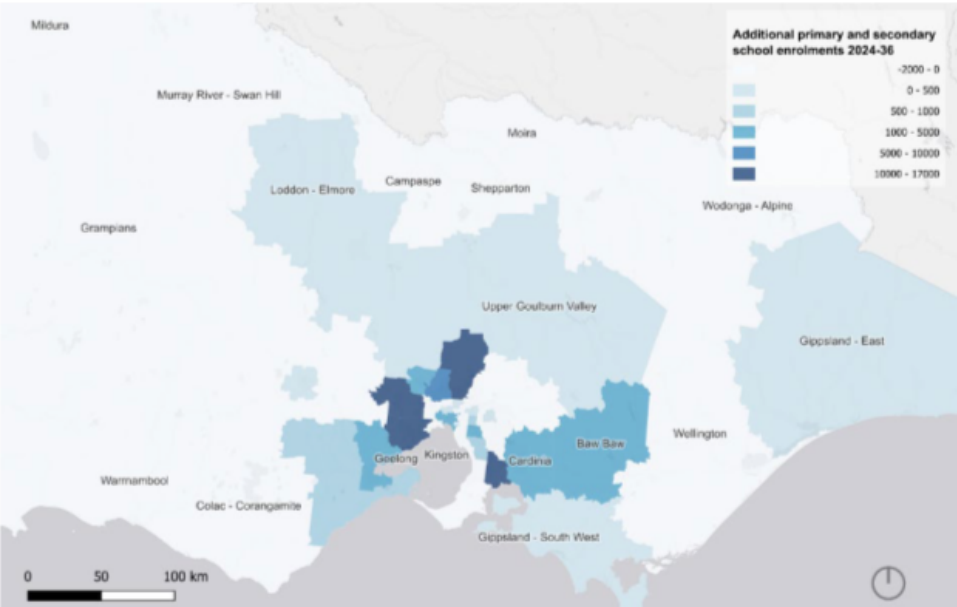 Mildura
Additional primary and secondary
school enrolments 2024-36
-2000 - 0
0 - 500
500 - 1000
1000 - 5000
5000 - 10000
10000 - 17000
Murray River - Swan Hill
Moira
Loddon - Elmore
Campaspe
Shepparton
Wodonga - Alpine
Grampians
Upper Goulburn Valley
Gippsland - East
Wellington
Baw Baw
Geelong
Kingston
Cardinia
Warrnambool
Colac - Corangamite
Gippsland - South West
0 50 100 km